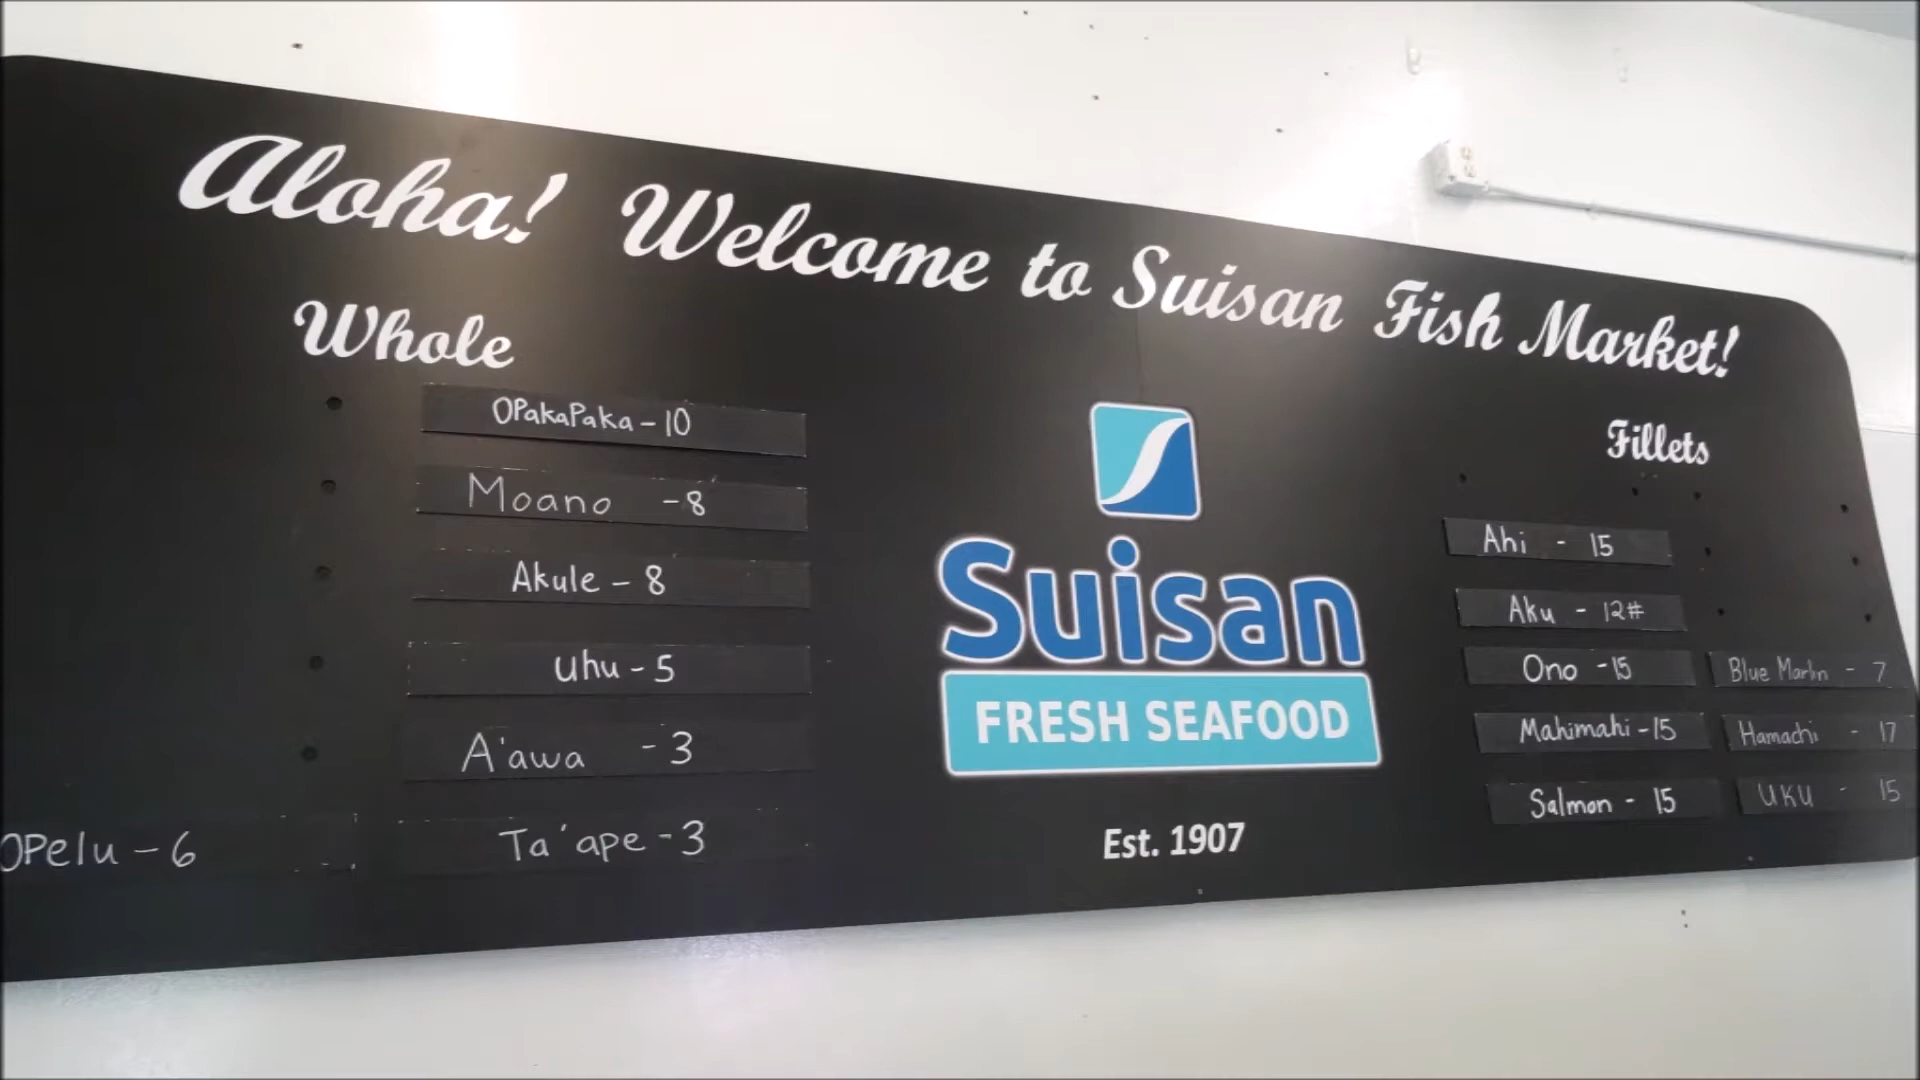 Aloha! Welcome to Suisan Fish Market!
Whole
OPakaPaka - 10
Moano - 8
Akule - 8
Uhu - 5
A'awa - 3
OPelu - 6
Ta'ape - 3
Suisan
FRESH SEAFOOD
Est. 1907
Fillets
Ahi - 15
Aku - 12#
Ono - 15
Blue Marlin - 7
Mahimahi - 15
Hamachi - 17
Salmon - 15
UKU - 15